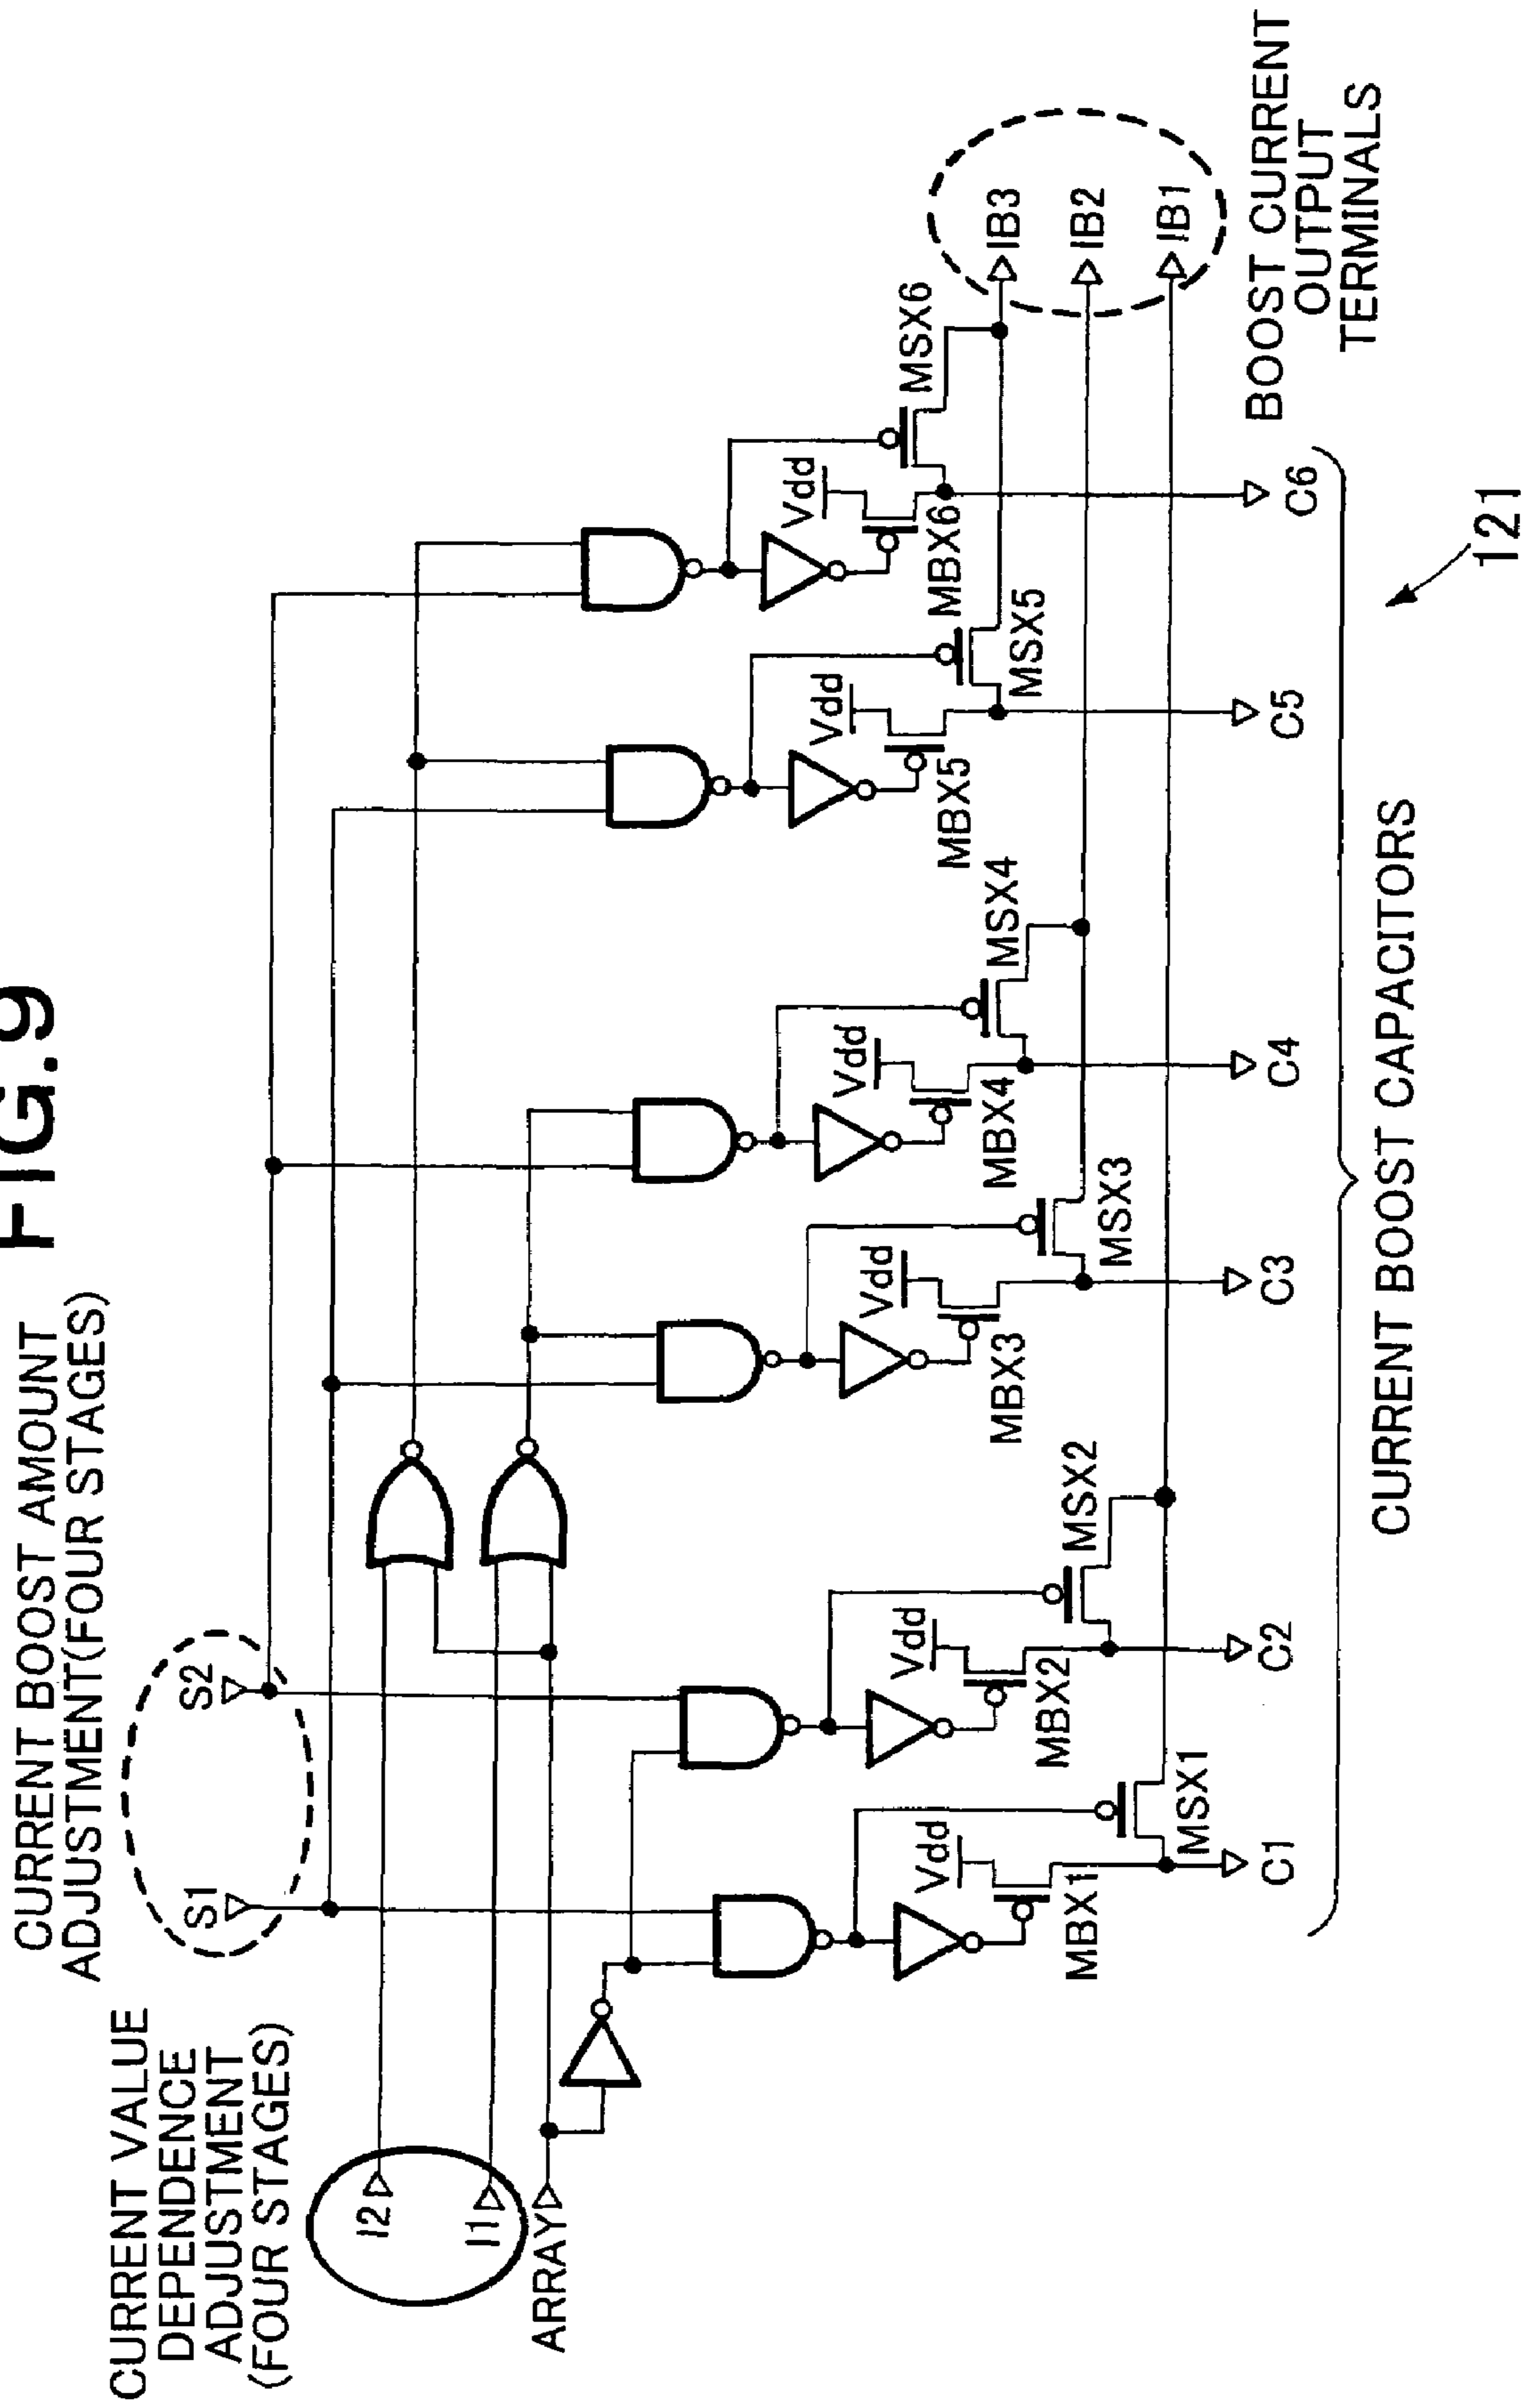 FIG.9
CURRENT BOOST AMOUNT
ADJUSTMENT(FOUR STAGES)
CURRENT VALUE
DEPENDENCE
ADJUSTMENT
(FOUR STAGES)
S1
S2
I2
I1
ARRAY
Vdd
MBX1
MSX1
Vdd
MBX2
MSX2
Vdd
MBX3
MSX3
Vdd
MBX4
MSX4
Vdd
MBX5
MSX5
Vdd
MBX6
MSX6
IB3
IB2
IB1
BOOST CURRENT
OUTPUT
TERMINALS
C1
C2
C3
C4
C5
C6
CURRENT BOOST CAPACITORS
121